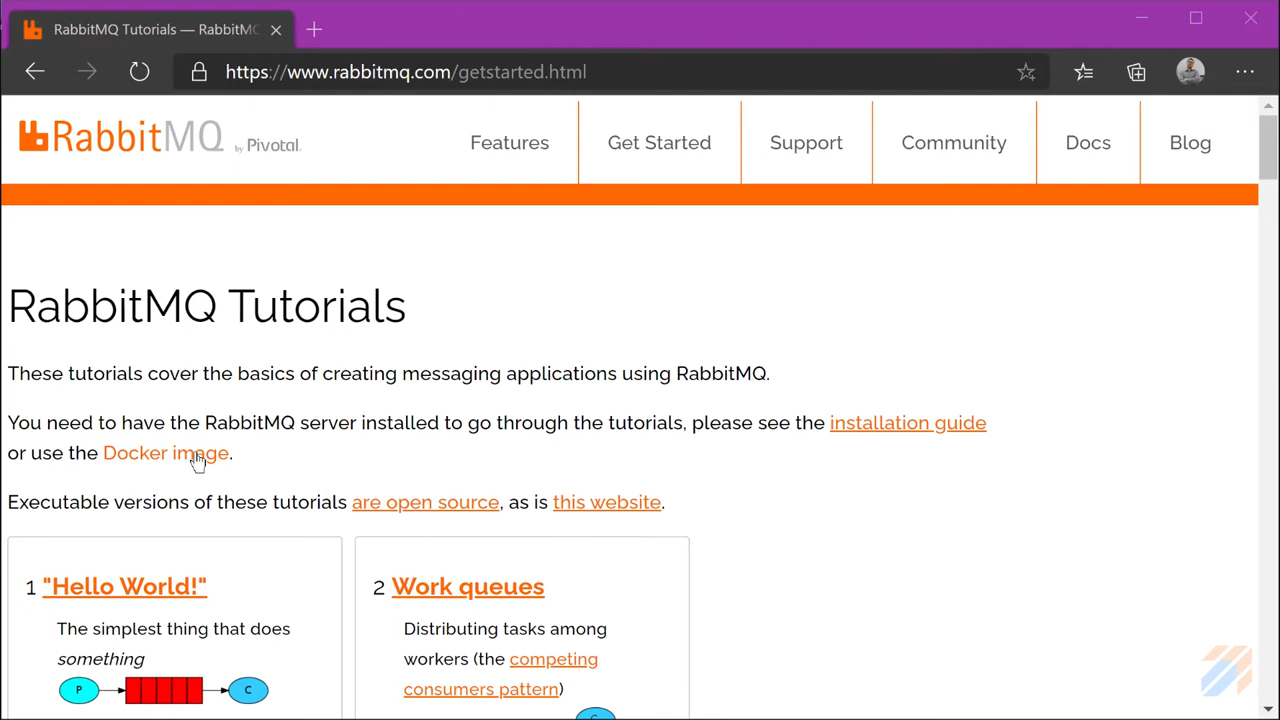 RabbitMQ Tutorials — RabbitMQ
https://www.rabbitmq.com/getstarted.html
RabbitMQ by Pivotal
Features
Get Started
Support
Community
Docs
Blog
RabbitMQ Tutorials
These tutorials cover the basics of creating messaging applications using RabbitMQ.
You need to have the RabbitMQ server installed to go through the tutorials, please see the installation guide
or use the Docker image.
Executable versions of these tutorials are open source, as is this website.
1 "Hello World!"
The simplest thing that does
something
P
C
2 Work queues
Distributing tasks among
workers (the competing
consumers pattern)